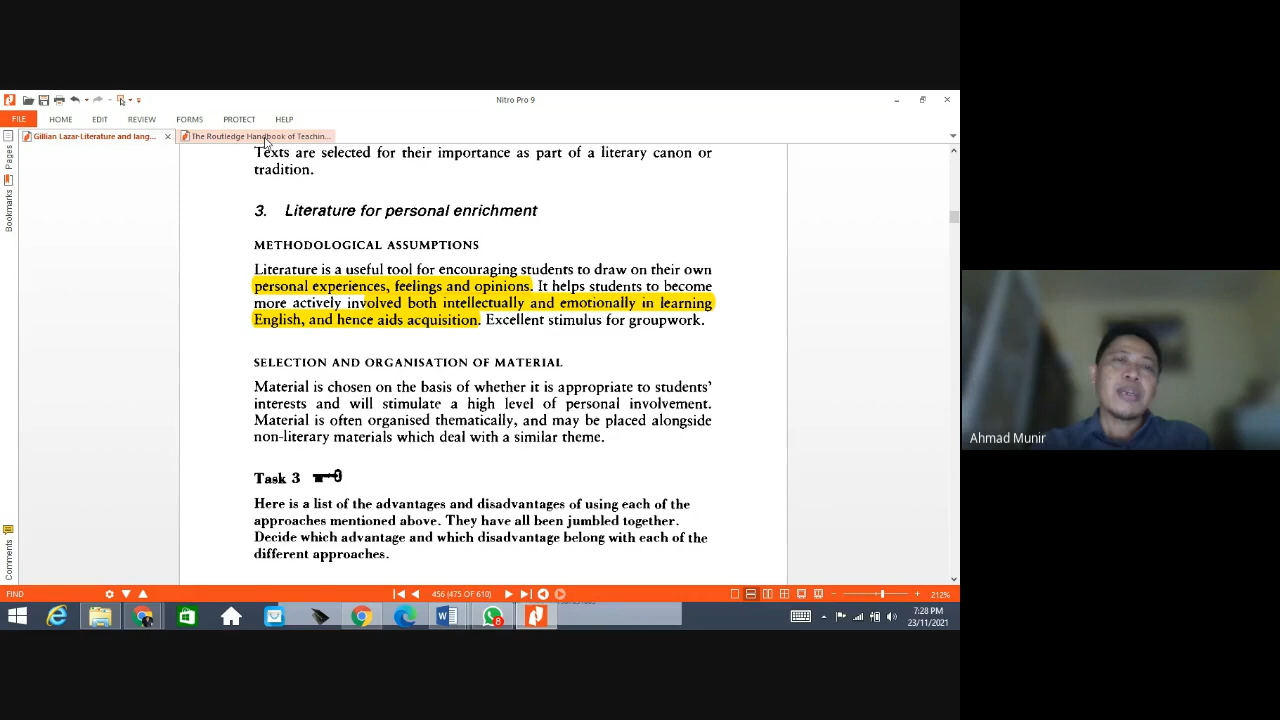 Nitro Pro 9
FILE HOME EDIT REVIEW FORMS PROTECT HELP
Gillian Lazar-Literature and lang... The Routledge Handbook of Teachin...
Pages
Bookmarks
Comments
Texts are selected for their importance as part of a literary canon or
tradition.
3. Literature for personal enrichment
METHODOLOGICAL ASSUMPTIONS
Literature is a useful tool for encouraging students to draw on their own
personal experiences, feelings and opinions. It helps students to become
more actively involved both intellectually and emotionally in learning
English, and hence aids acquisition. Excellent stimulus for groupwork.
SELECTION AND ORGANISATION OF MATERIAL
Material is chosen on the basis of whether it is appropriate to students'
interests and will stimulate a high level of personal involvement.
Material is often organised thematically, and may be placed alongside
non-literary materials which deal with a similar theme.
Task 3
Here is a list of the advantages and disadvantages of using each of the
approaches mentioned above. They have all been jumbled together.
Decide which advantage and which disadvantage belong with each of the
different approaches.
Ahmad Munir
FIND 456 (475 OF 610) 212%
8
7:28 PM
23/11/2021